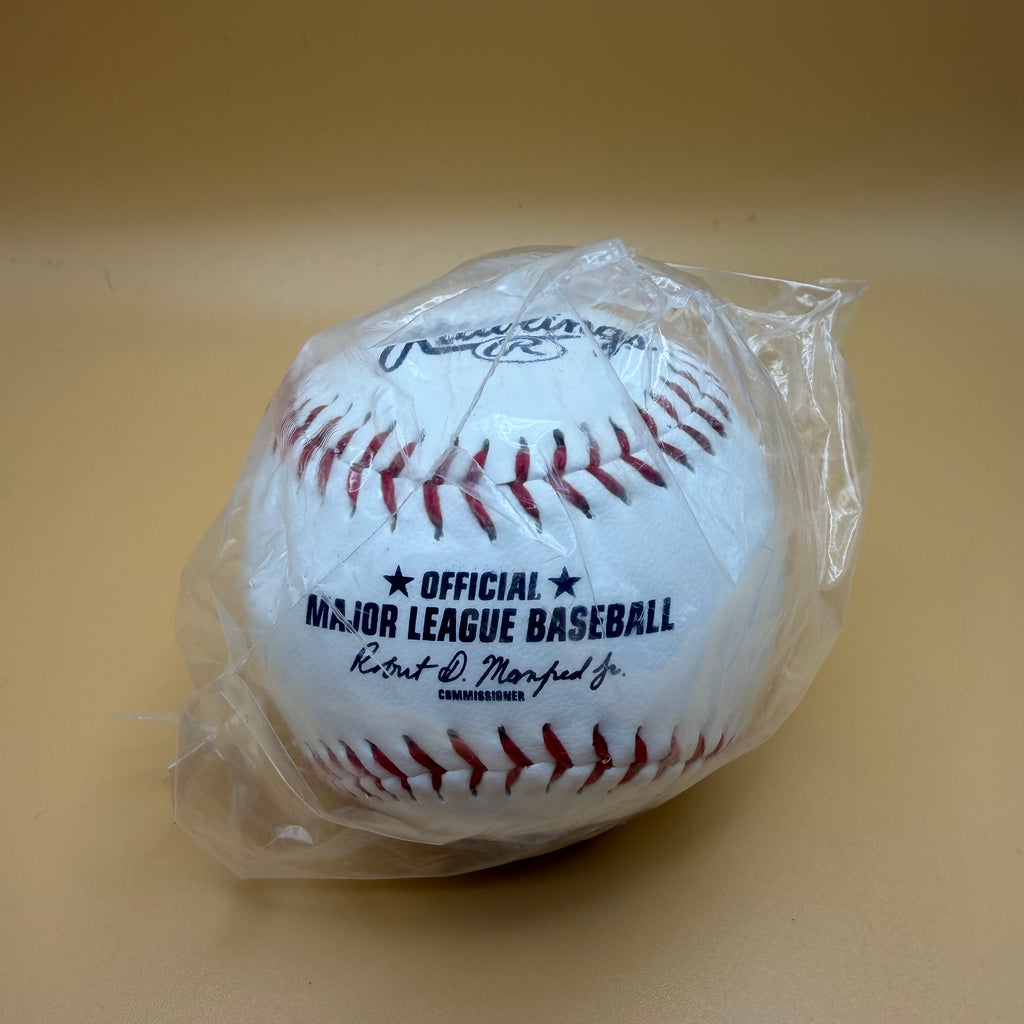 Rawlings
R
★ OFFICIAL ★
MAJOR LEAGUE BASEBALL
Robert D. Manfred Jr.
COMMISSIONER